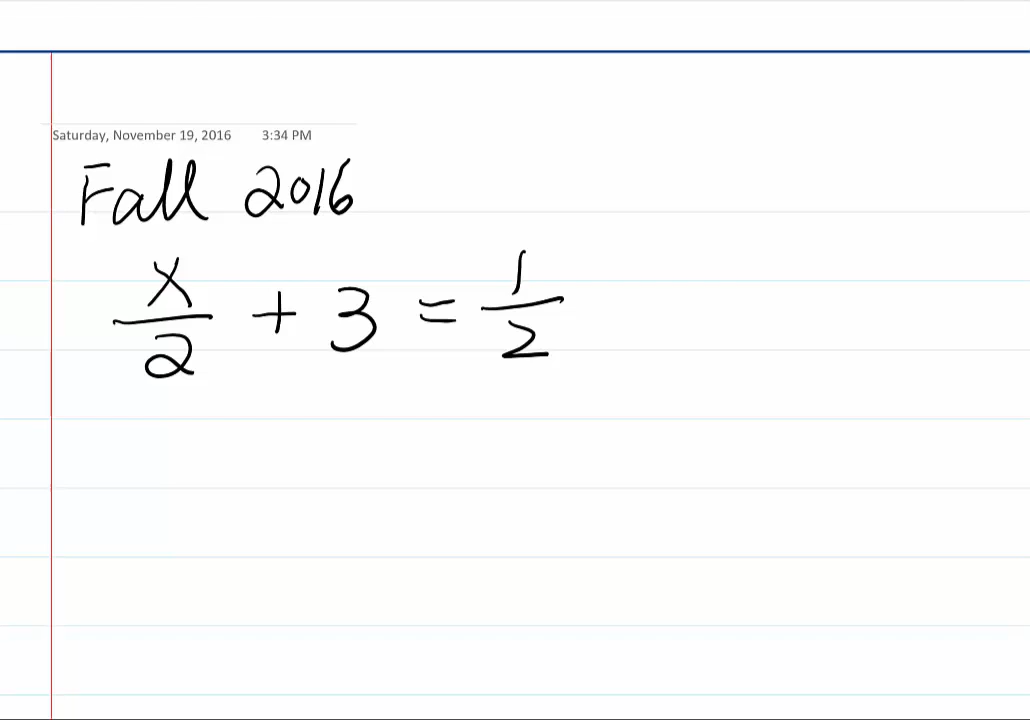 Saturday, November 19, 2016 3:34 PM
Fall 2016
x/2 + 3 = 1/2